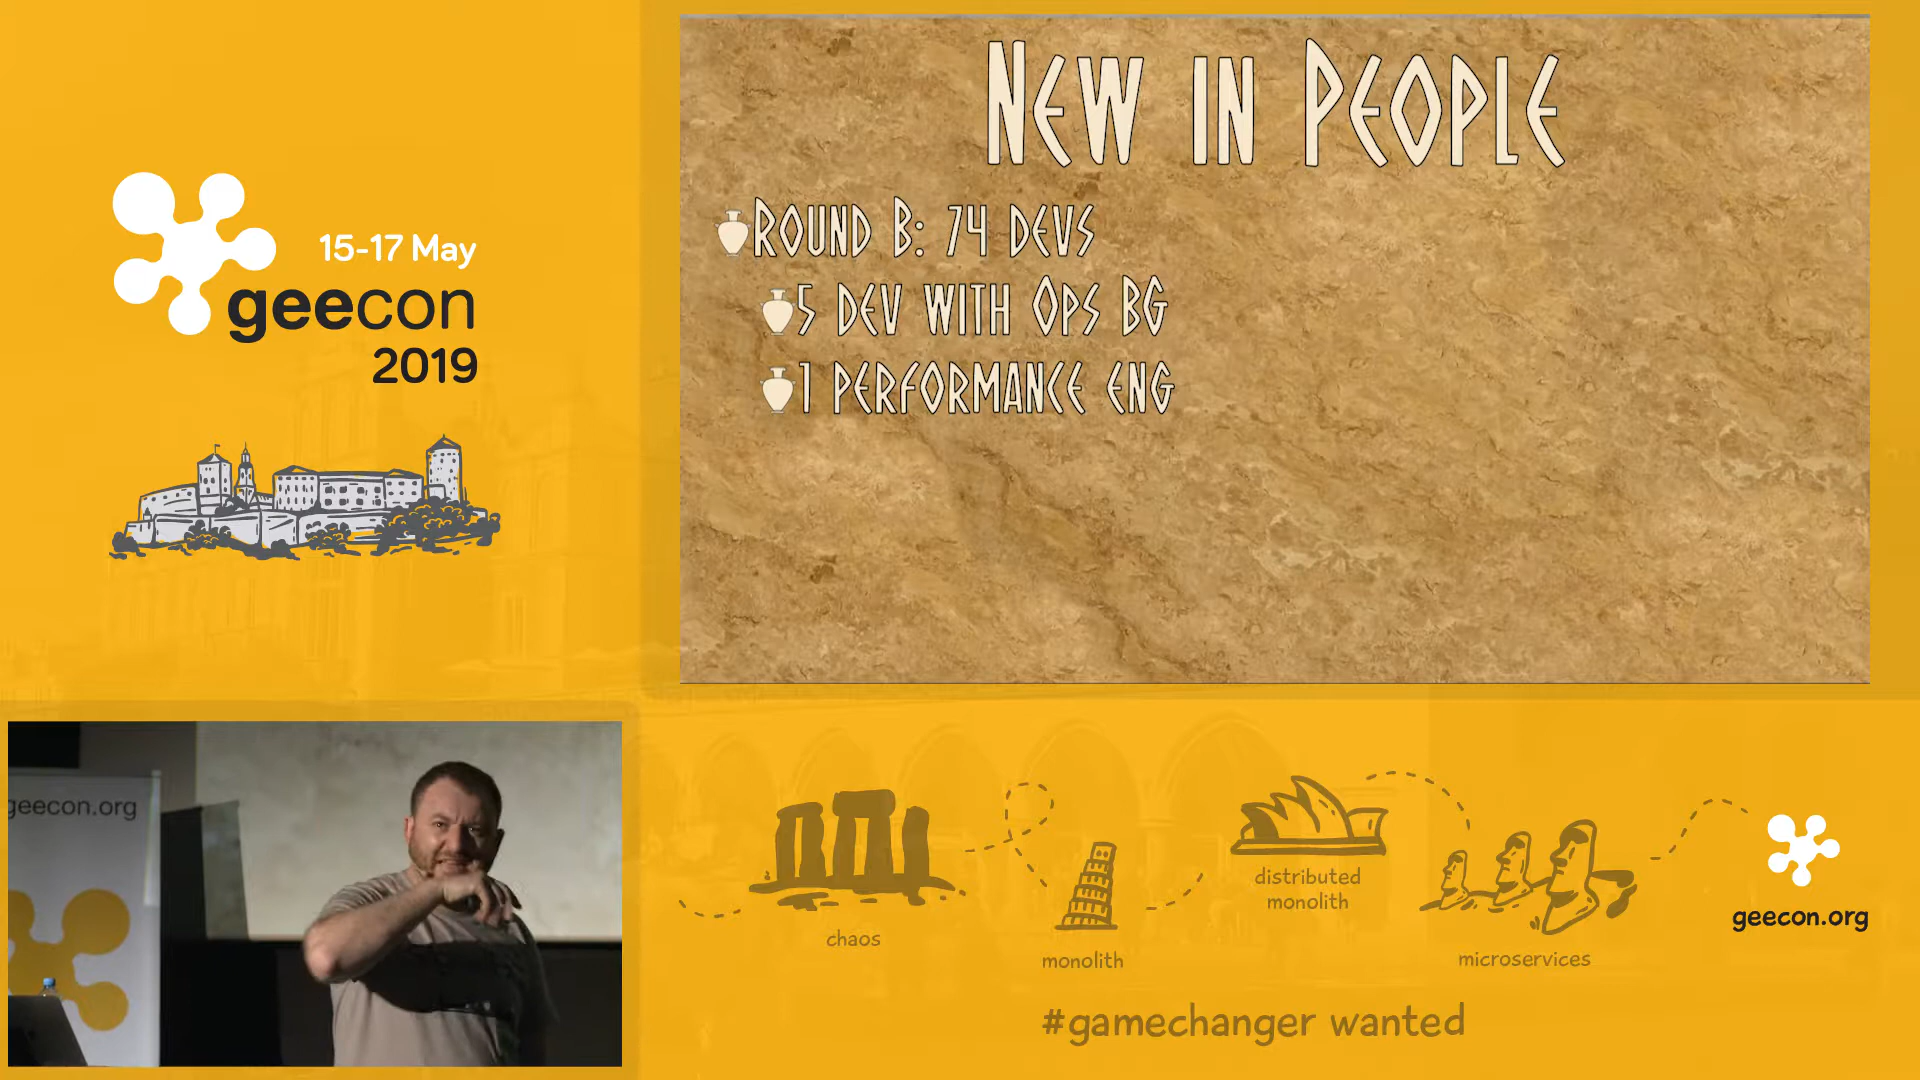 15-17 May
geecon
2019
New in People
Round B: 74 devs
5 dev with Ops BG
1 performance eng
geecon.org
chaos
monolith
distributed
monolith
microservices
geecon.org
#gamechanger wanted